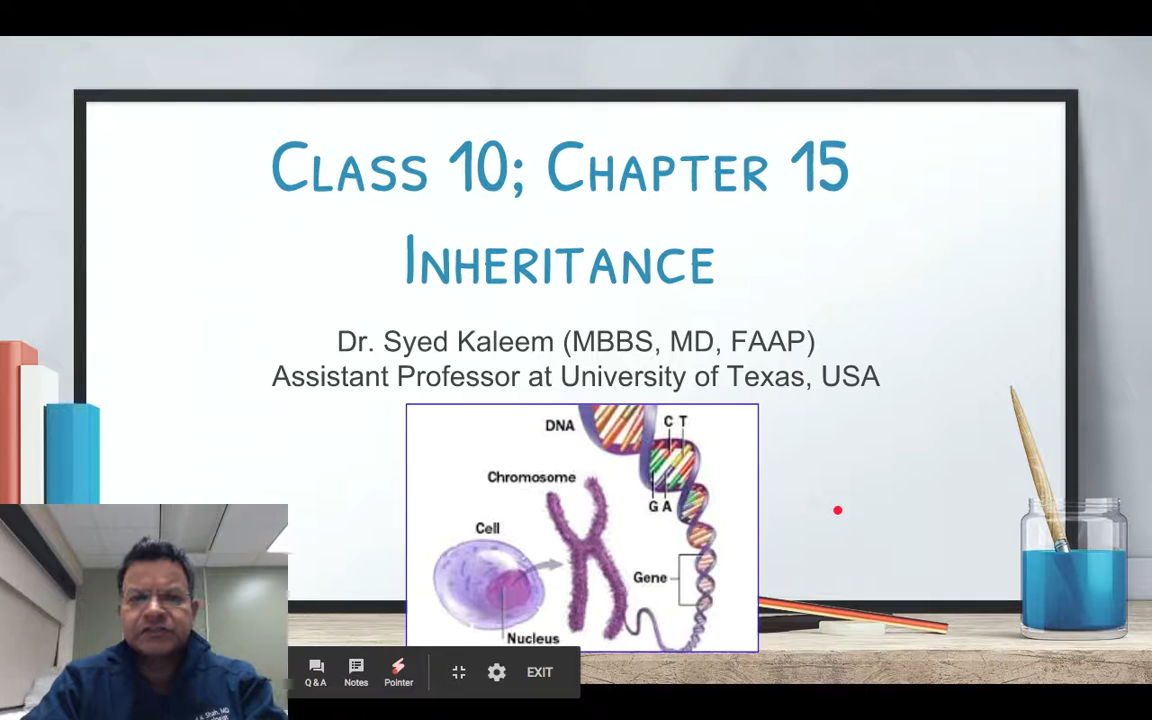 Class 10; Chapter 15
Inheritance
Dr. Syed Kaleem (MBBS, MD, FAAP)
Assistant Professor at University of Texas, USA
DNA
C T
Chromosome
G A
Cell
Gene
Nucleus
Q & A
Notes
Pointer
EXIT